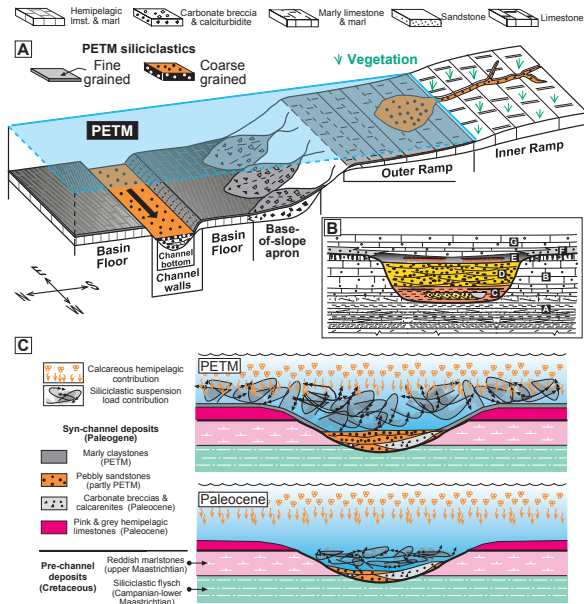 Hemipelagic
lmst. & marl
Carbonate breccia
& calciturbidite
Marly limestone
& marl
Sandstone
Limestone
A
PETM siliciclastics
Fine
grained
Coarse
grained
Vegetation
PETM
Inner Ramp
Outer Ramp
Basin
Floor
Channel
bottom
Channel
walls
Basin
Floor
Base-
of-slope
apron
E
S
N
W
B
G
F
E
D
B
C
A
C
Calcareous hemipelagic
contribution
Siliciclastic suspension
load contribution
Syn-channel deposits
(Paleogene)
Marly claystones
(PETM)
Pebbly sandstones
(partly PETM)
Carbonate breccias &
calcarenites (Paleocene)
Pink & grey hemipelagic
limestones (Paleocene)
Pre-channel
deposits
(Cretaceous)
Reddish marlstones
(upper Maastrichtian)
Siliciclastic flysch
(Campanian-lower
Maastrichtian)
PETM
Paleocene